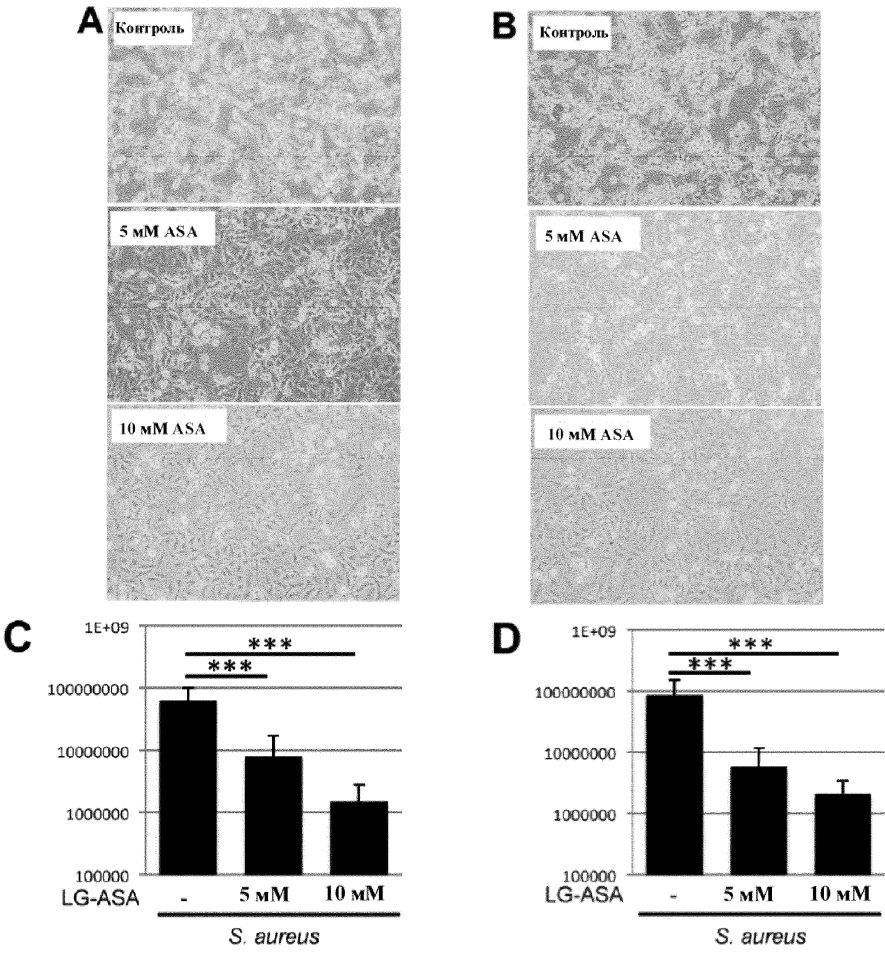 A
Контроль
5 мМ ASA
10 мМ ASA
B
Контроль
5 мМ ASA
10 мМ ASA
C
1E+09
100000000
10000000
1000000
100000
***
***
LG-ASA - 5 мМ 10 мМ
S. aureus
D
1E+09
100000000
10000000
1000000
100000
***
***
LG-ASA - 5 мМ 10 мМ
S. aureus